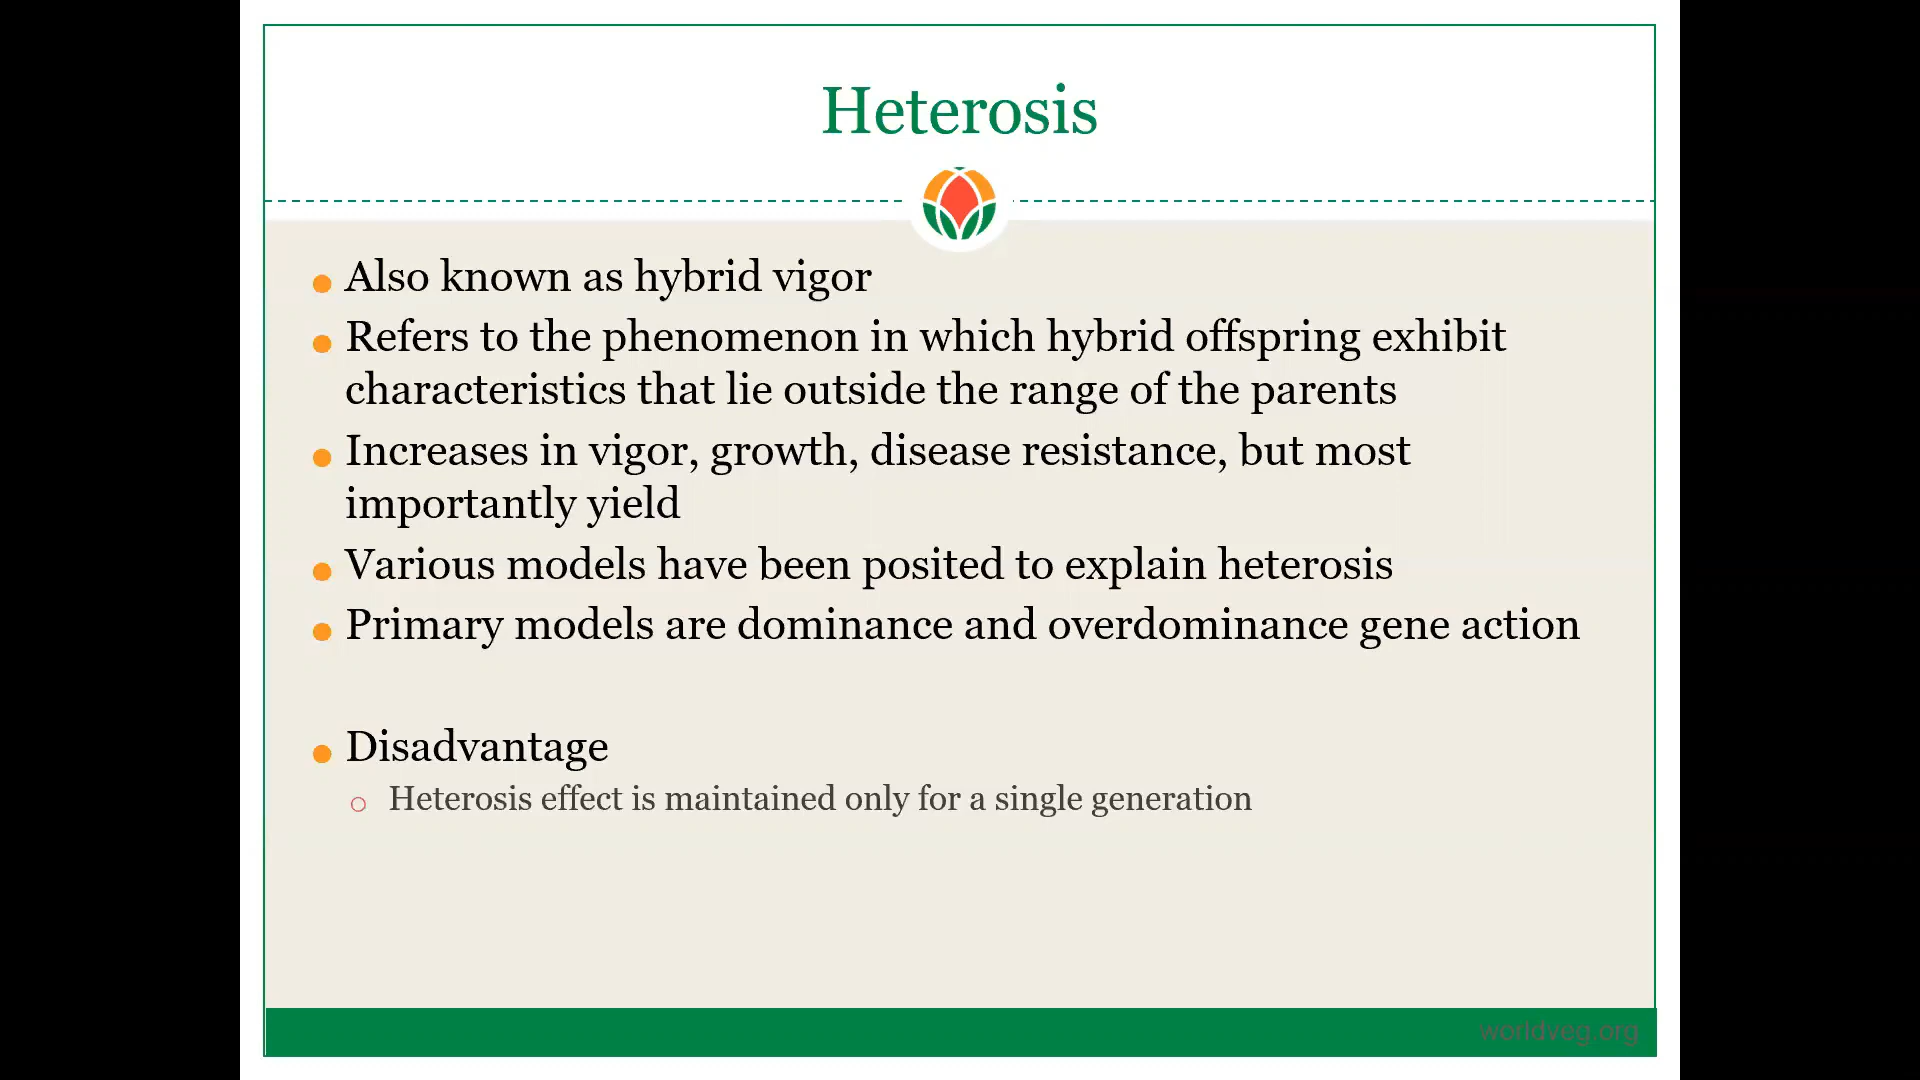 Heterosis
Also known as hybrid vigor
Refers to the phenomenon in which hybrid offspring exhibit
characteristics that lie outside the range of the parents
Increases in vigor, growth, disease resistance, but most
importantly yield
Various models have been posited to explain heterosis
Primary models are dominance and overdominance gene action
Disadvantage
Heterosis effect is maintained only for a single generation
worldveg.org